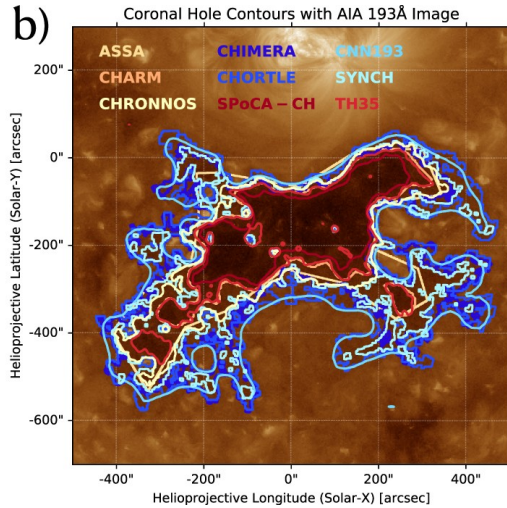 b)
Coronal Hole Contours with AIA 193Å Image
ASSA CHIMERA CNN193
CHARM CHORTLE SYNCH
CHRONNOS SPoCA – CH TH35
Helioprojective Latitude (Solar-Y) [arcsec]
200"
0"
-200"
-400"
-600"
-400" -200" 0" 200" 400"
Helioprojective Longitude (Solar-X) [arcsec]